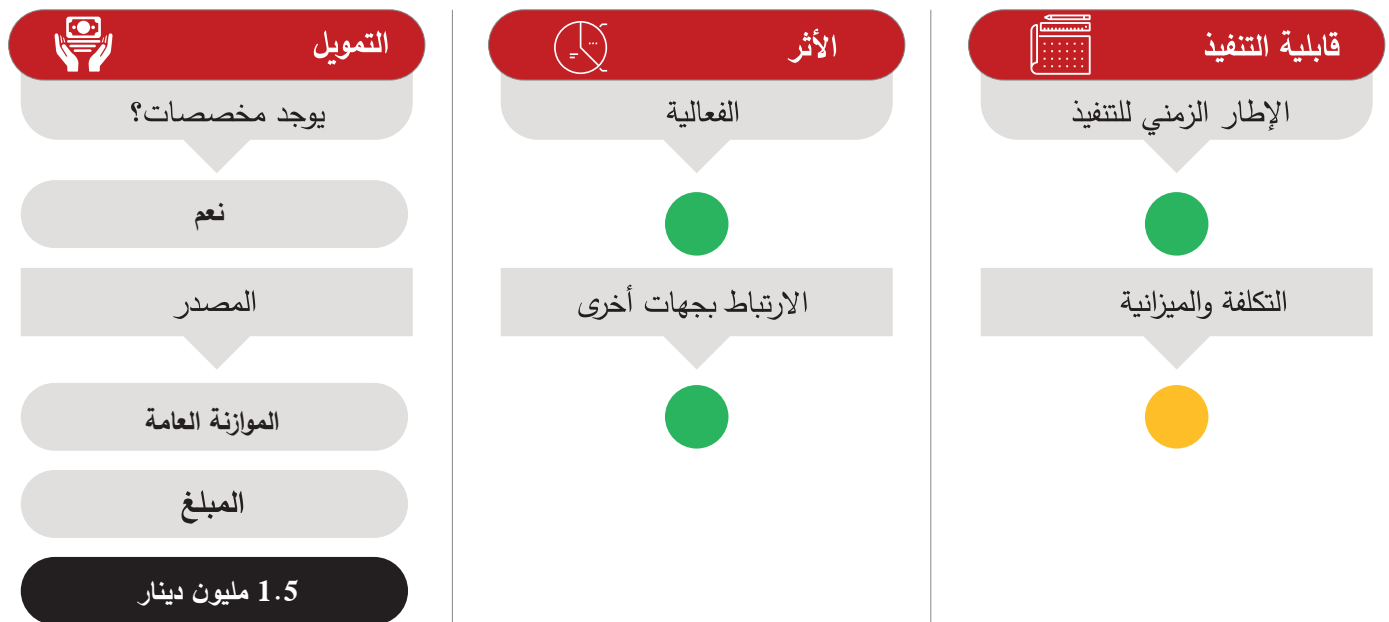 قابلية التنفيذ
الإطار الزمني للتنفيذ
التكلفة والميزانية
الأثر
الفعالية
الارتباط بجهات أخرى
التمويل
يوجد مخصصات؟
نعم
المصدر
الموازنة العامة
المبلغ
1.5 مليون دينار